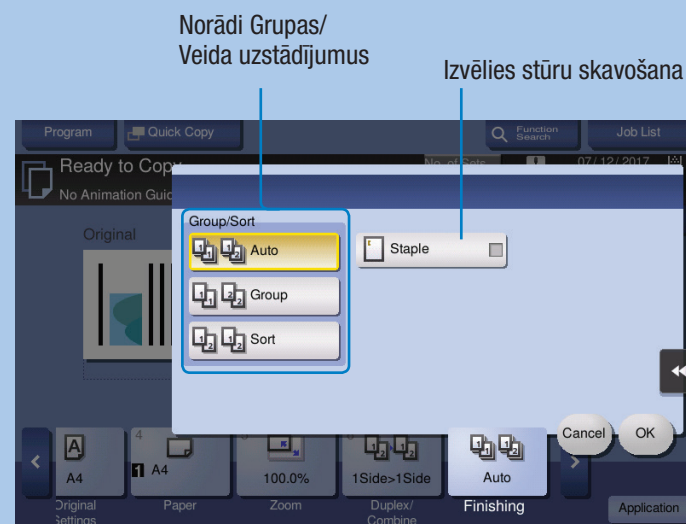 Norādi Grupas/
Veida uzstādījumus
Izvēlies stūru skavošana
Program
Quick Copy
Function
Search
Job List
Ready to Copy
No. of Sets
07/12/2017
No Animation Guid
Original
Group/Sort
Auto
Staple
Group
Sort
Cancel
OK
4
A
A4
1 A4
100.0%
1Side>1Side
Auto
Original
Settings
Paper
Zoom
Duplex/
Combine
Finishing
Application